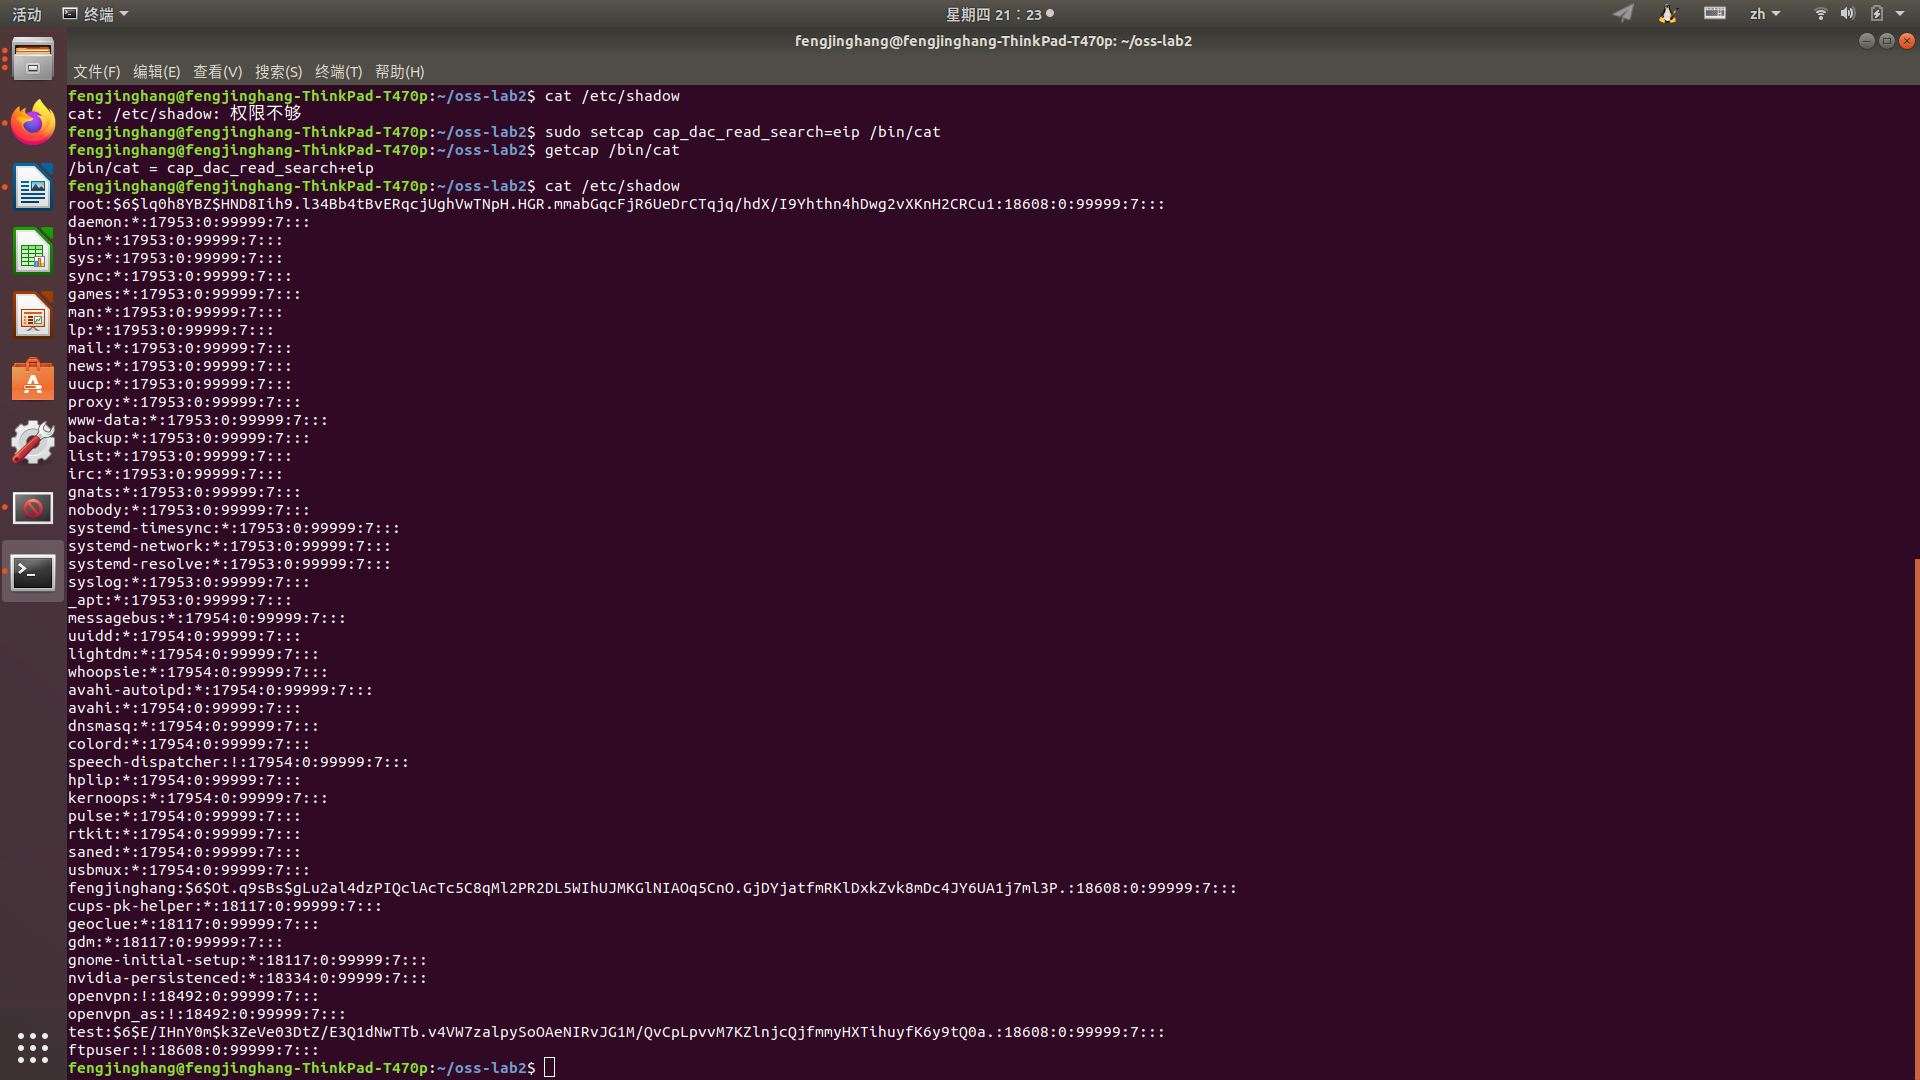 活动 终端 星期四 21：23 zh
fengjinghang@fengjinghang-ThinkPad-T470p: ~/oss-lab2
文件(F) 编辑(E) 查看(V) 搜索(S) 终端(T) 帮助(H)
fengjinghang@fengjinghang-ThinkPad-T470p:~/oss-lab2$ cat /etc/shadow
cat: /etc/shadow: 权限不够
fengjinghang@fengjinghang-ThinkPad-T470p:~/oss-lab2$ sudo setcap cap_dac_read_search=eip /bin/cat
fengjinghang@fengjinghang-ThinkPad-T470p:~/oss-lab2$ getcap /bin/cat
/bin/cat = cap_dac_read_search+eip
fengjinghang@fengjinghang-ThinkPad-T470p:~/oss-lab2$ cat /etc/shadow
root:$6$lq0h8YBZ$HND8Iih9.l34Bb4tBvERqcjUghVwTNpH.HGR.mmabGqcFjR6UeDrCTqjq/hdX/I9Yhthn4hDwg2vXKnH2CRCu1:18608:0:99999:7:::
daemon:*:17953:0:99999:7:::
bin:*:17953:0:99999:7:::
sys:*:17953:0:99999:7:::
sync:*:17953:0:99999:7:::
games:*:17953:0:99999:7:::
man:*:17953:0:99999:7:::
lp:*:17953:0:99999:7:::
mail:*:17953:0:99999:7:::
news:*:17953:0:99999:7:::
uucp:*:17953:0:99999:7:::
proxy:*:17953:0:99999:7:::
www-data:*:17953:0:99999:7:::
backup:*:17953:0:99999:7:::
list:*:17953:0:99999:7:::
irc:*:17953:0:99999:7:::
gnats:*:17953:0:99999:7:::
nobody:*:17953:0:99999:7:::
systemd-timesync:*:17953:0:99999:7:::
systemd-network:*:17953:0:99999:7:::
systemd-resolve:*:17953:0:99999:7:::
syslog:*:17953:0:99999:7:::
_apt:*:17953:0:99999:7:::
messagebus:*:17954:0:99999:7:::
uuidd:*:17954:0:99999:7:::
lightdm:*:17954:0:99999:7:::
whoopsie:*:17954:0:99999:7:::
avahi-autoipd:*:17954:0:99999:7:::
avahi:*:17954:0:99999:7:::
dnsmasq:*:17954:0:99999:7:::
colord:*:17954:0:99999:7:::
speech-dispatcher:!:17954:0:99999:7:::
hplip:*:17954:0:99999:7:::
kernoops:*:17954:0:99999:7:::
pulse:*:17954:0:99999:7:::
rtkit:*:17954:0:99999:7:::
saned:*:17954:0:99999:7:::
usbmux:*:17954:0:99999:7:::
fengjinghang:$6$Ot.q9sBs$gLu2al4dzPIQclAcTc5C8qMl2PR2DL5WIhUJMKGlNIAOq5CnO.GjDYjatfmRKlDxkZvk8mDc4JY6UA1j7ml3P.:18608:0:99999:7:::
cups-pk-helper:*:18117:0:99999:7:::
geoclue:*:18117:0:99999:7:::
gdm:*:18117:0:99999:7:::
gnome-initial-setup:*:18117:0:99999:7:::
nvidia-persistenced:*:18334:0:99999:7:::
openvpn:!:18492:0:99999:7:::
openvpn_as:!:18492:0:99999:7:::
test:$6$E/IHnY0m$k3ZeVe03DtZ/E3Q1dNwTTb.v4VW7zalpySoOAeNIRvJG1M/QvCpLpvvM7KZlnjcQjfmmyHXTihuyfK6y9tQ0a.:18608:0:99999:7:::
ftpuser:!:18608:0:99999:7:::
fengjinghang@fengjinghang-ThinkPad-T470p:~/oss-lab2$